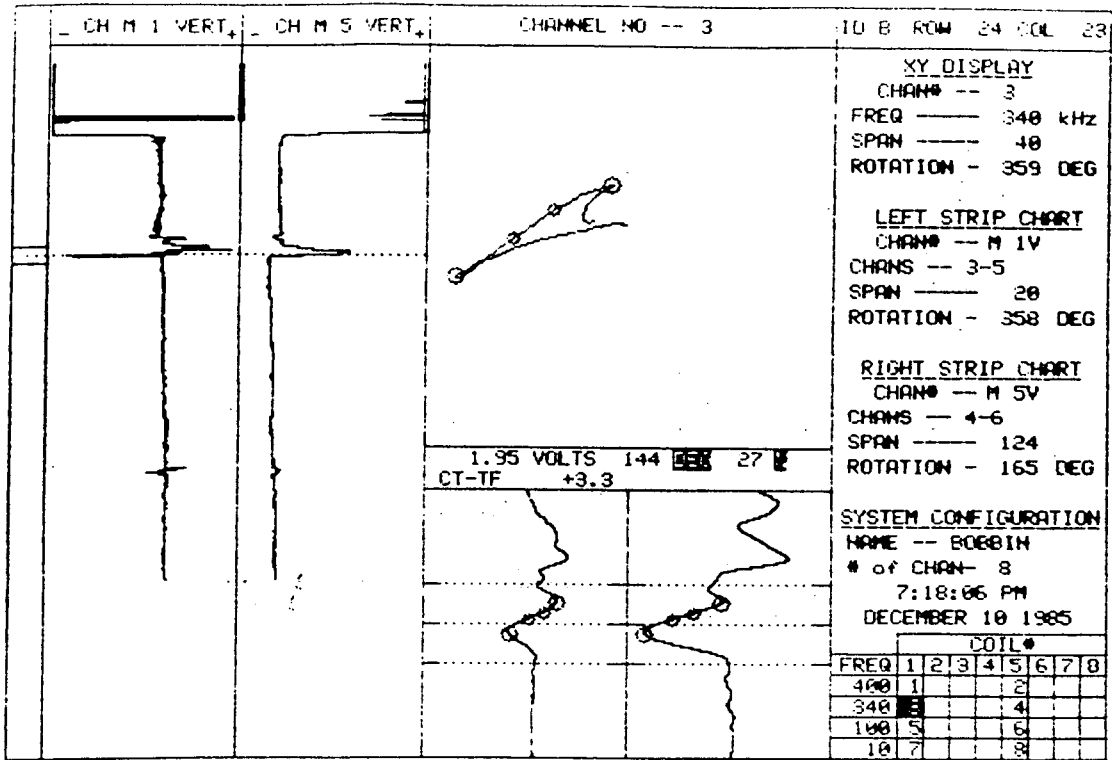 _ CH M 1 VERT + _ CH M 5 VERT + CHANNEL NO -- 3 ID B ROW 24 COL 23
XY DISPLAY
CHAN# -- 3
FREQ ----- 340 kHz
SPAN ----- 40
ROTATION - 359 DEG
LEFT STRIP CHART
CHAN# -- M 1V
CHANS -- 3-5
SPAN ----- 20
ROTATION - 358 DEG
RIGHT STRIP CHART
CHAN# -- M 5V
CHANS -- 4-6
SPAN ----- 124
ROTATION - 165 DEG
1.95 VOLTS 144 27
CT-TF +3.3
SYSTEM CONFIGURATION
NAME -- BOBBIN
# of CHAN- 8
7:18:06 PM
DECEMBER 10 1985
COIL#
FREQ 1 2 3 4 5 6 7 8
400 1 2
340 4
100 5 6
10 7 8